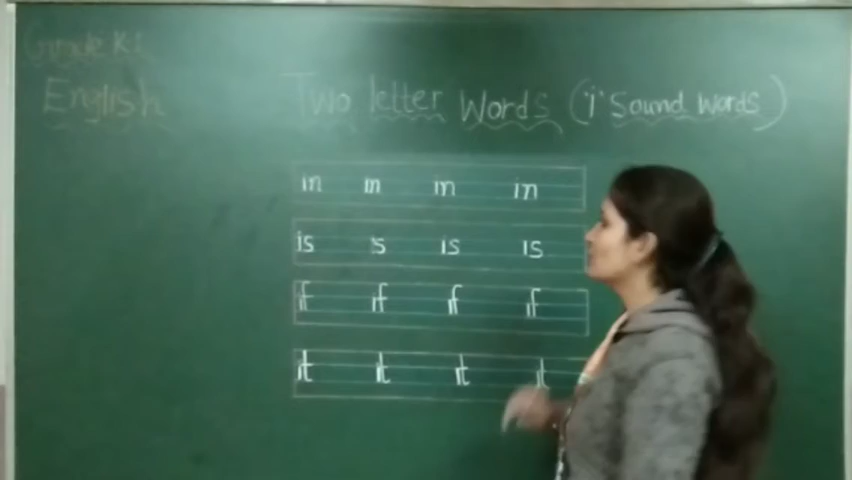 Grade K1
English
Two letter Words ('i' Sound Words)
in in in in
is is is is
if if if if
it it it it